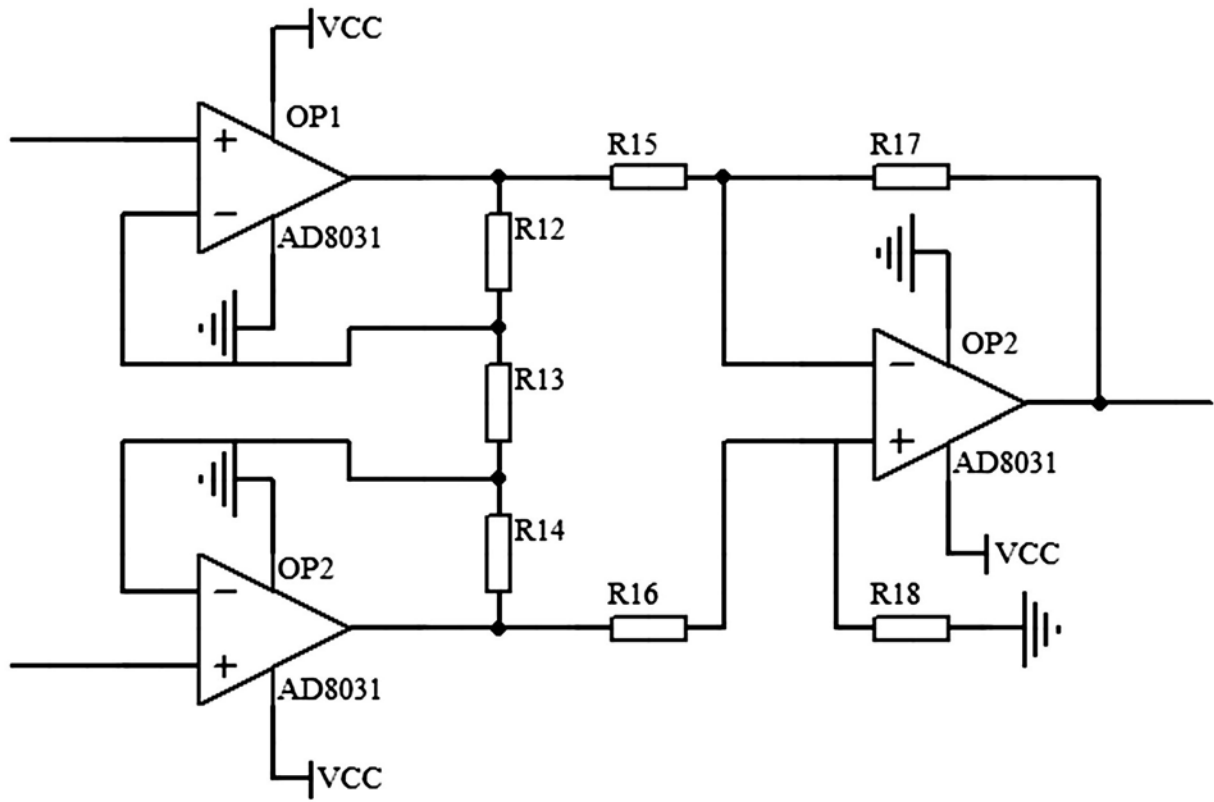 VCC
OP1
+
−
AD8031
R15
R17
R12
R13
OP2
−
+
AD8031
VCC
R14
OP2
−
+
AD8031
VCC
R16
R18